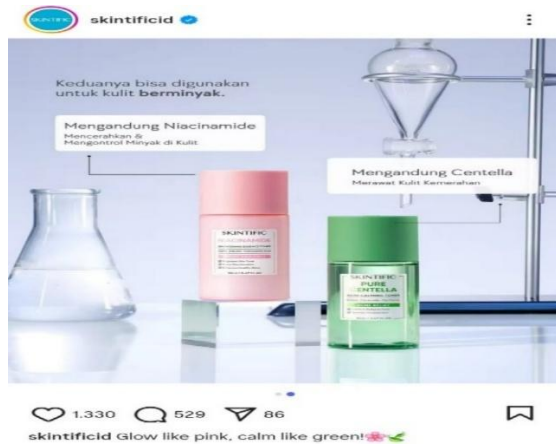 skintificid
Keduanya bisa digunakan
untuk kulit berminyak.
Mengandung Niacinamide
Mencerahkan &
Mengontrol Minyak di Kulit
Mengandung Centella
Merawat Kulit Kemerahan
SKINTIFIC
NIACINAMIDE
SKINTIFIC
PURE
CENTELLA
1.330 529 86
skintificid Glow like pink, calm like green!🌸🌿